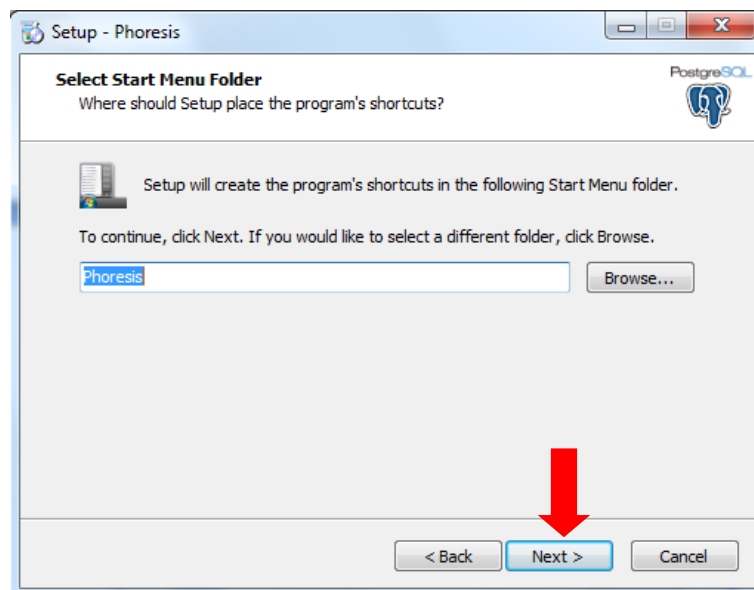 Setup - Phoresis
Select Start Menu Folder
Where should Setup place the program's shortcuts?
PostgreSQL
Setup will create the program's shortcuts in the following Start Menu folder.
To continue, click Next. If you would like to select a different folder, click Browse.
Phoresis
Browse...
< Back
Next >
Cancel